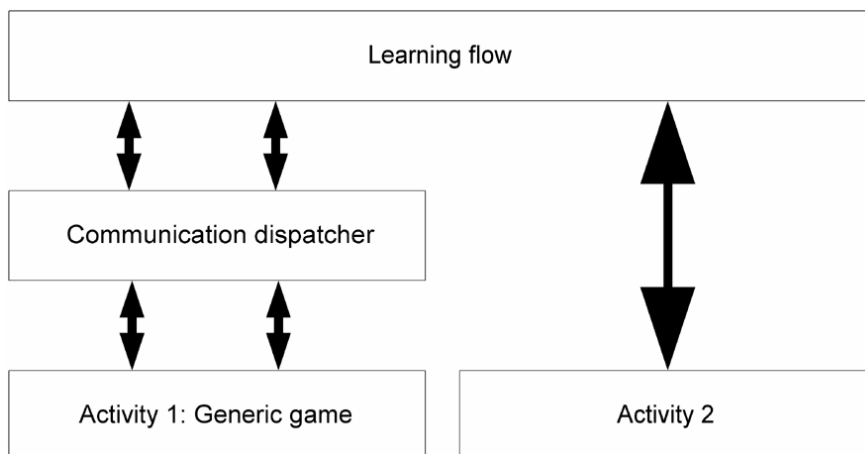 Learning flow
Communication dispatcher
Activity 1: Generic game
Activity 2